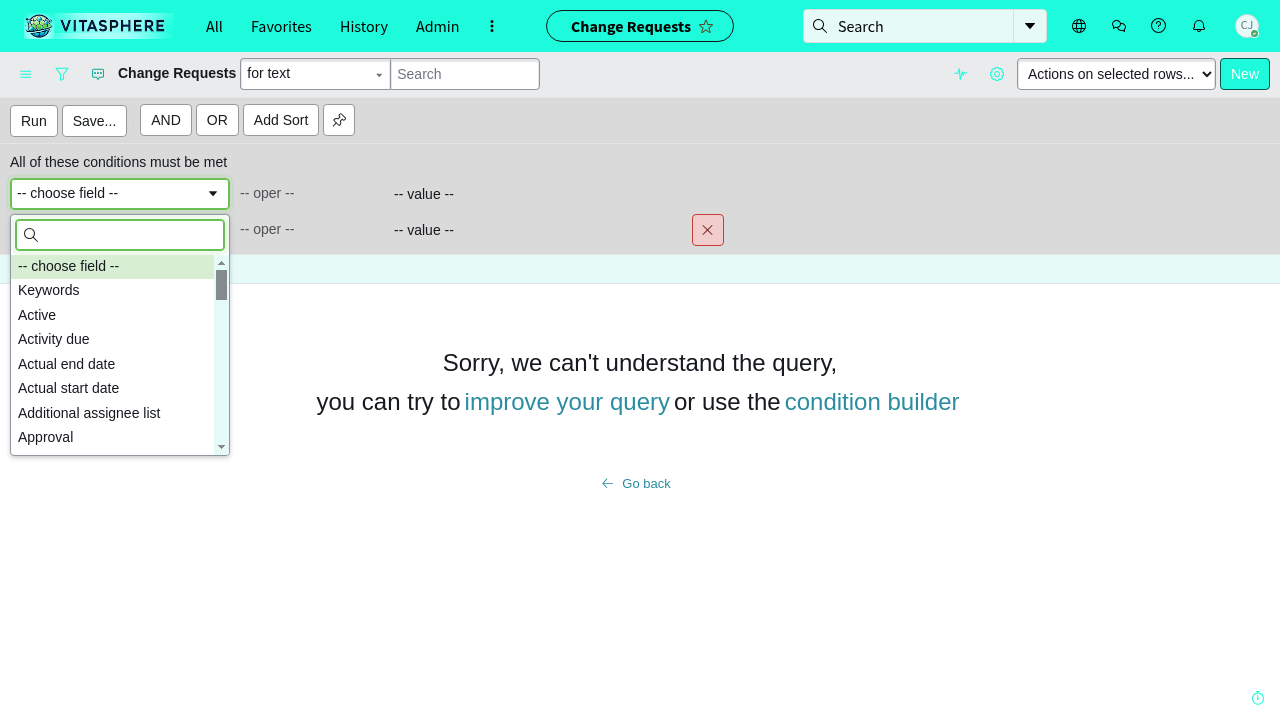 VITASPHERE
All
Favorites
History
Admin
Change Requests
Search
CJ
Change Requests
for text
Search
Actions on selected rows...
New
Run
Save...
AND
OR
Add Sort
All of these conditions must be met
-- choose field --
-- oper --
-- value --
-- oper --
-- value --
-- choose field --
Keywords
Active
Activity due
Actual end date
Actual start date
Additional assignee list
Approval
Sorry, we can't understand the query,
you can try to improve your query or use the condition builder
Go back